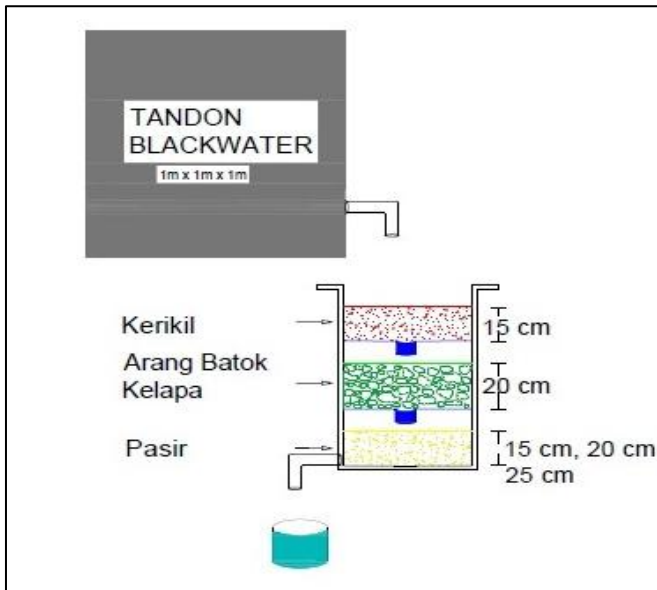 TANDON
BLACKWATER
1m x 1m x 1m
Kerikil
15 cm
Arang Batok
Kelapa
20 cm
Pasir
15 cm, 20 cm
25 cm